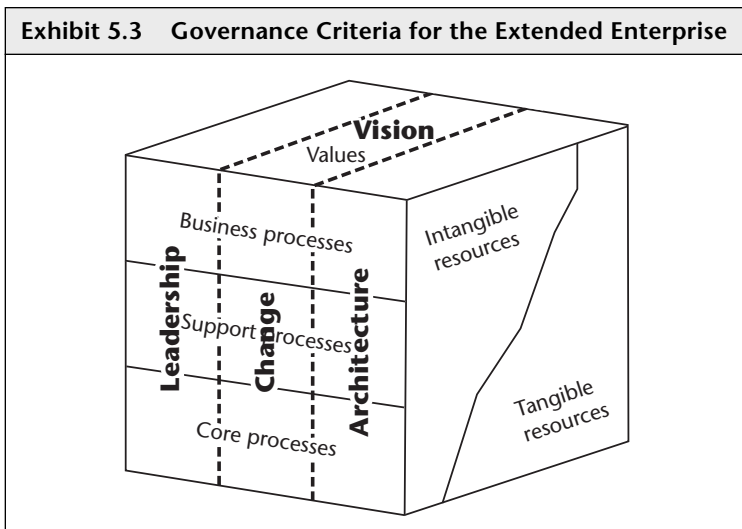 Exhibit 5.3 Governance Criteria for the Extended Enterprise
Vision
Values
Business processes
Support processes
Core processes
Leadership
Change
Architecture
Intangible
resources
Tangible
resources